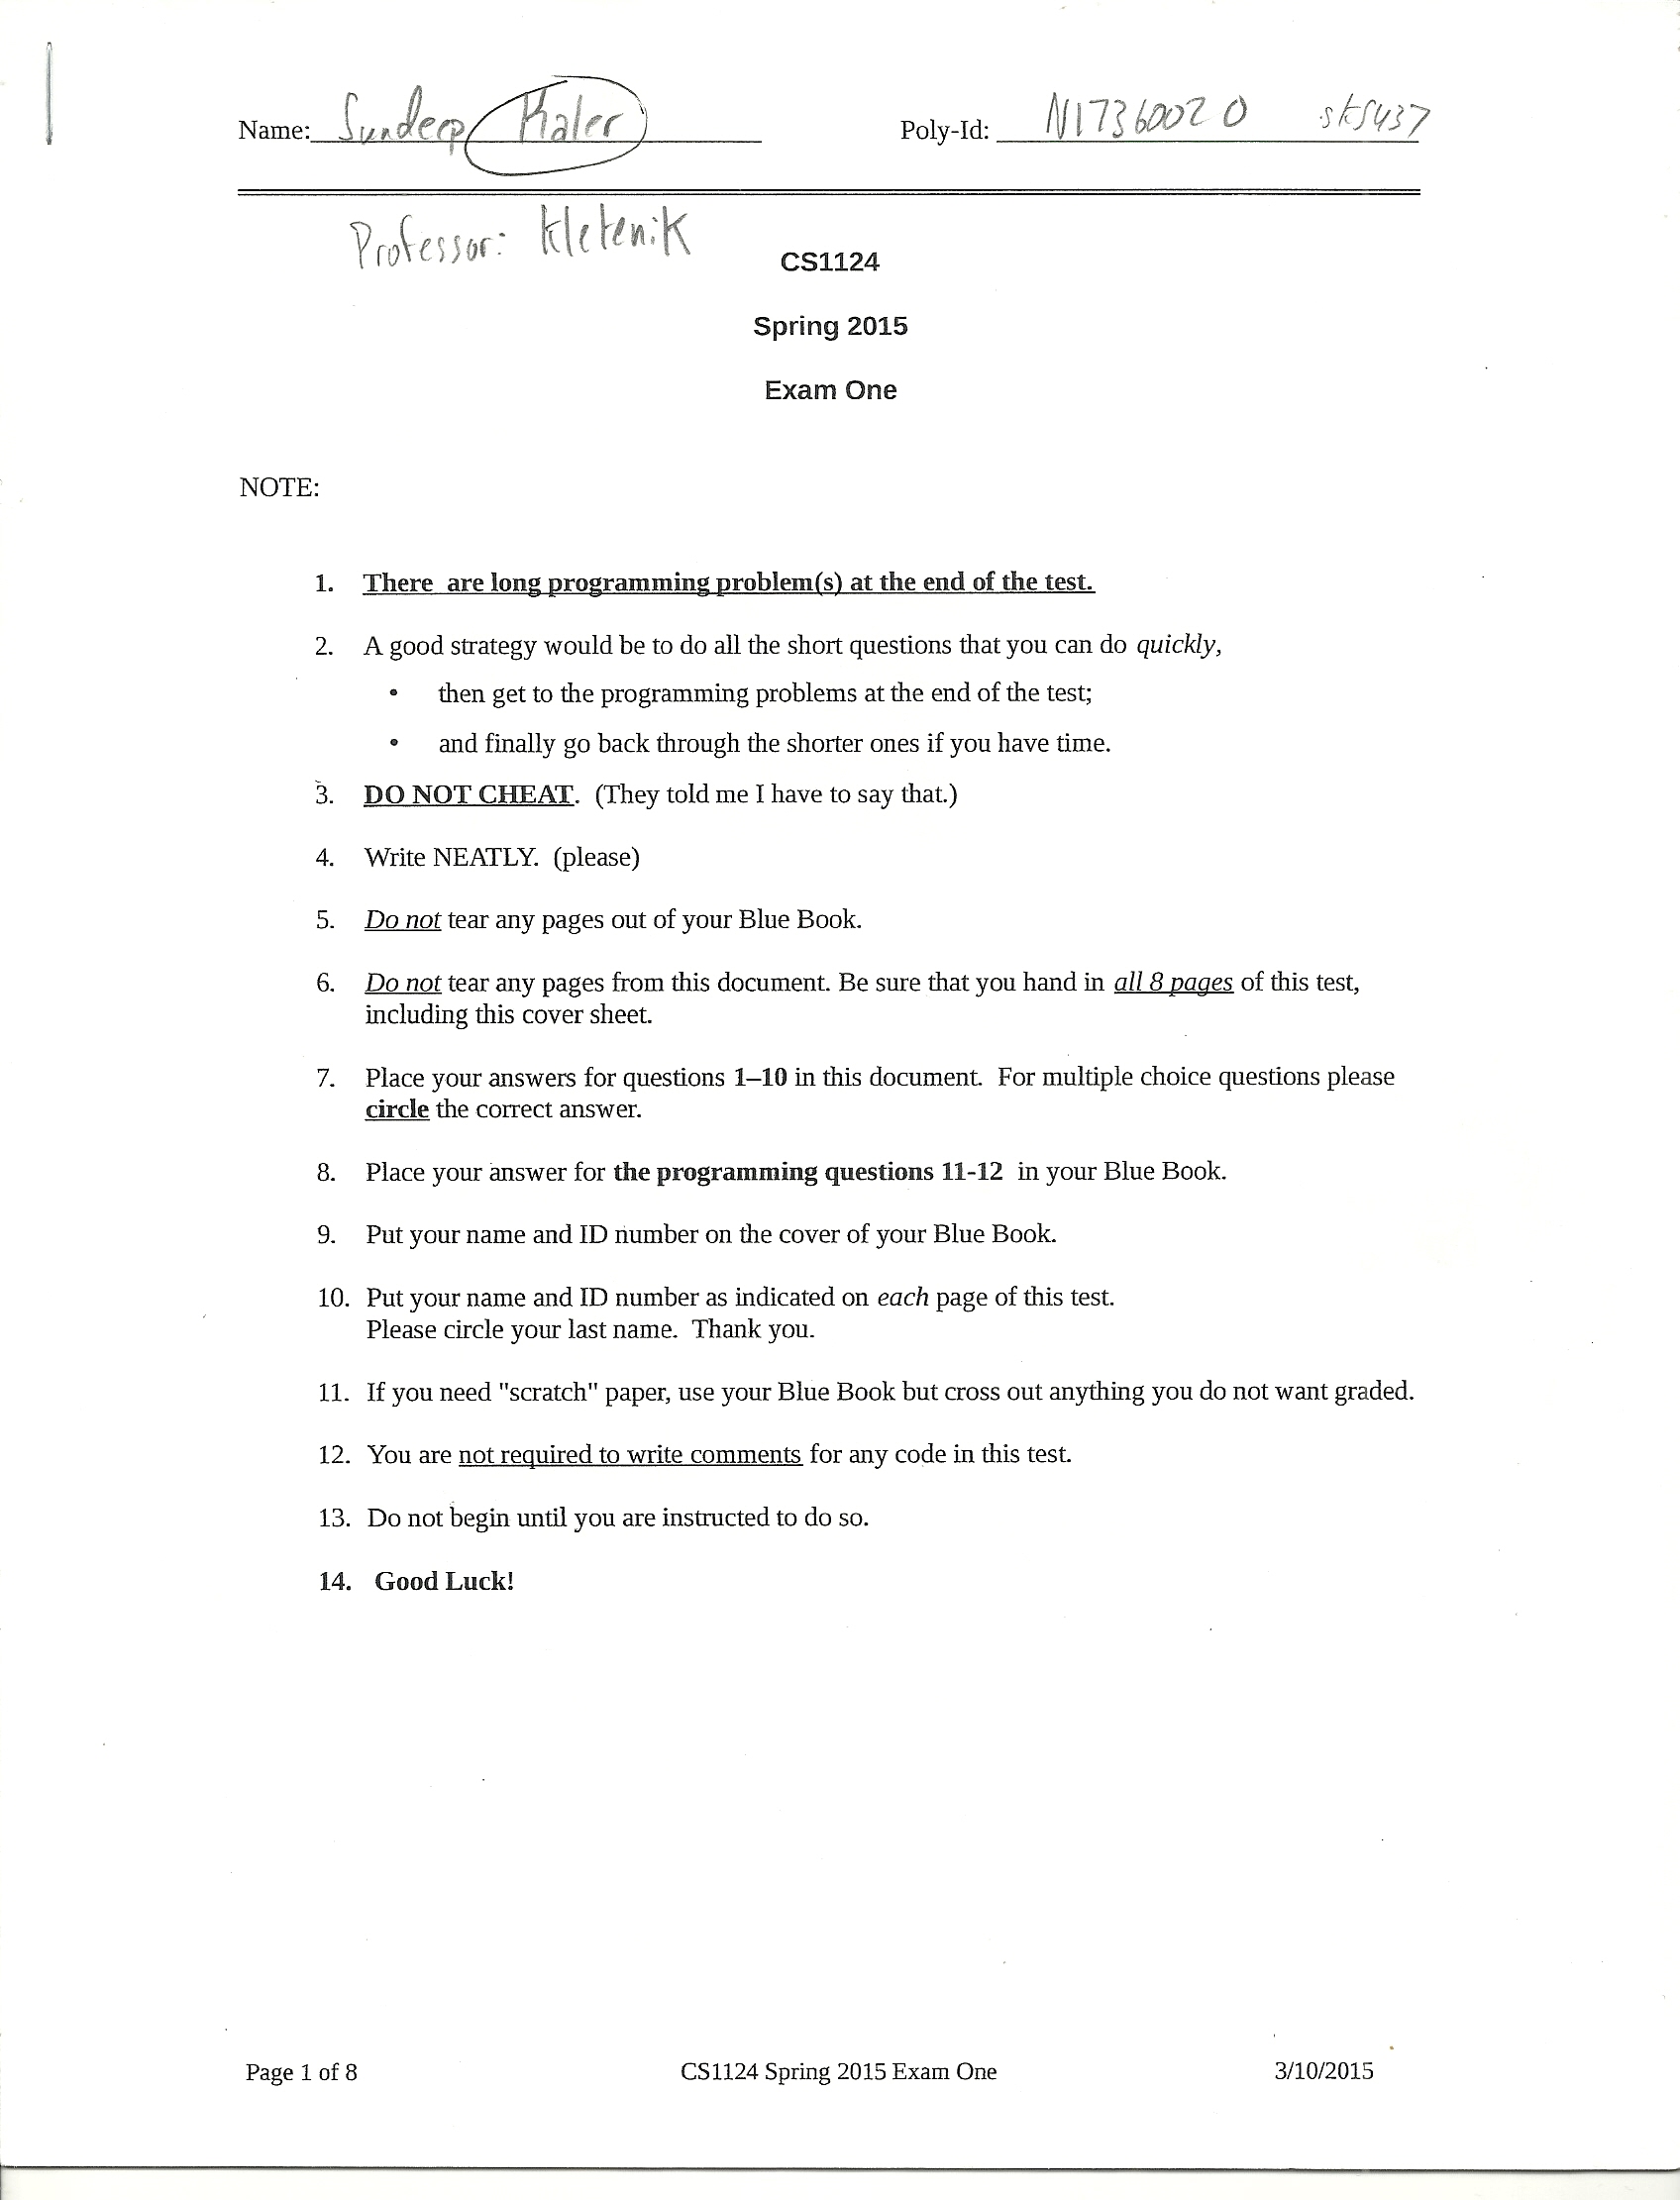 Name: Sundeep Kaler Poly-Id: N17360020 sks437
Professor: Kletenik
CS1124
Spring 2015
Exam One
NOTE:
1. There are long programming problem(s) at the end of the test.
2. A good strategy would be to do all the short questions that you can do quickly,
• then get to the programming problems at the end of the test;
• and finally go back through the shorter ones if you have time.
3. DO NOT CHEAT. (They told me I have to say that.)
4. Write NEATLY. (please)
5. Do not tear any pages out of your Blue Book.
6. Do not tear any pages from this document. Be sure that you hand in all 8 pages of this test,
including this cover sheet.
7. Place your answers for questions 1–10 in this document. For multiple choice questions please
circle the correct answer.
8. Place your answer for the programming questions 11-12 in your Blue Book.
9. Put your name and ID number on the cover of your Blue Book.
10. Put your name and ID number as indicated on each page of this test.
Please circle your last name. Thank you.
11. If you need "scratch" paper, use your Blue Book but cross out anything you do not want graded.
12. You are not required to write comments for any code in this test.
13. Do not begin until you are instructed to do so.
14. Good Luck!
Page 1 of 8 CS1124 Spring 2015 Exam One 3/10/2015